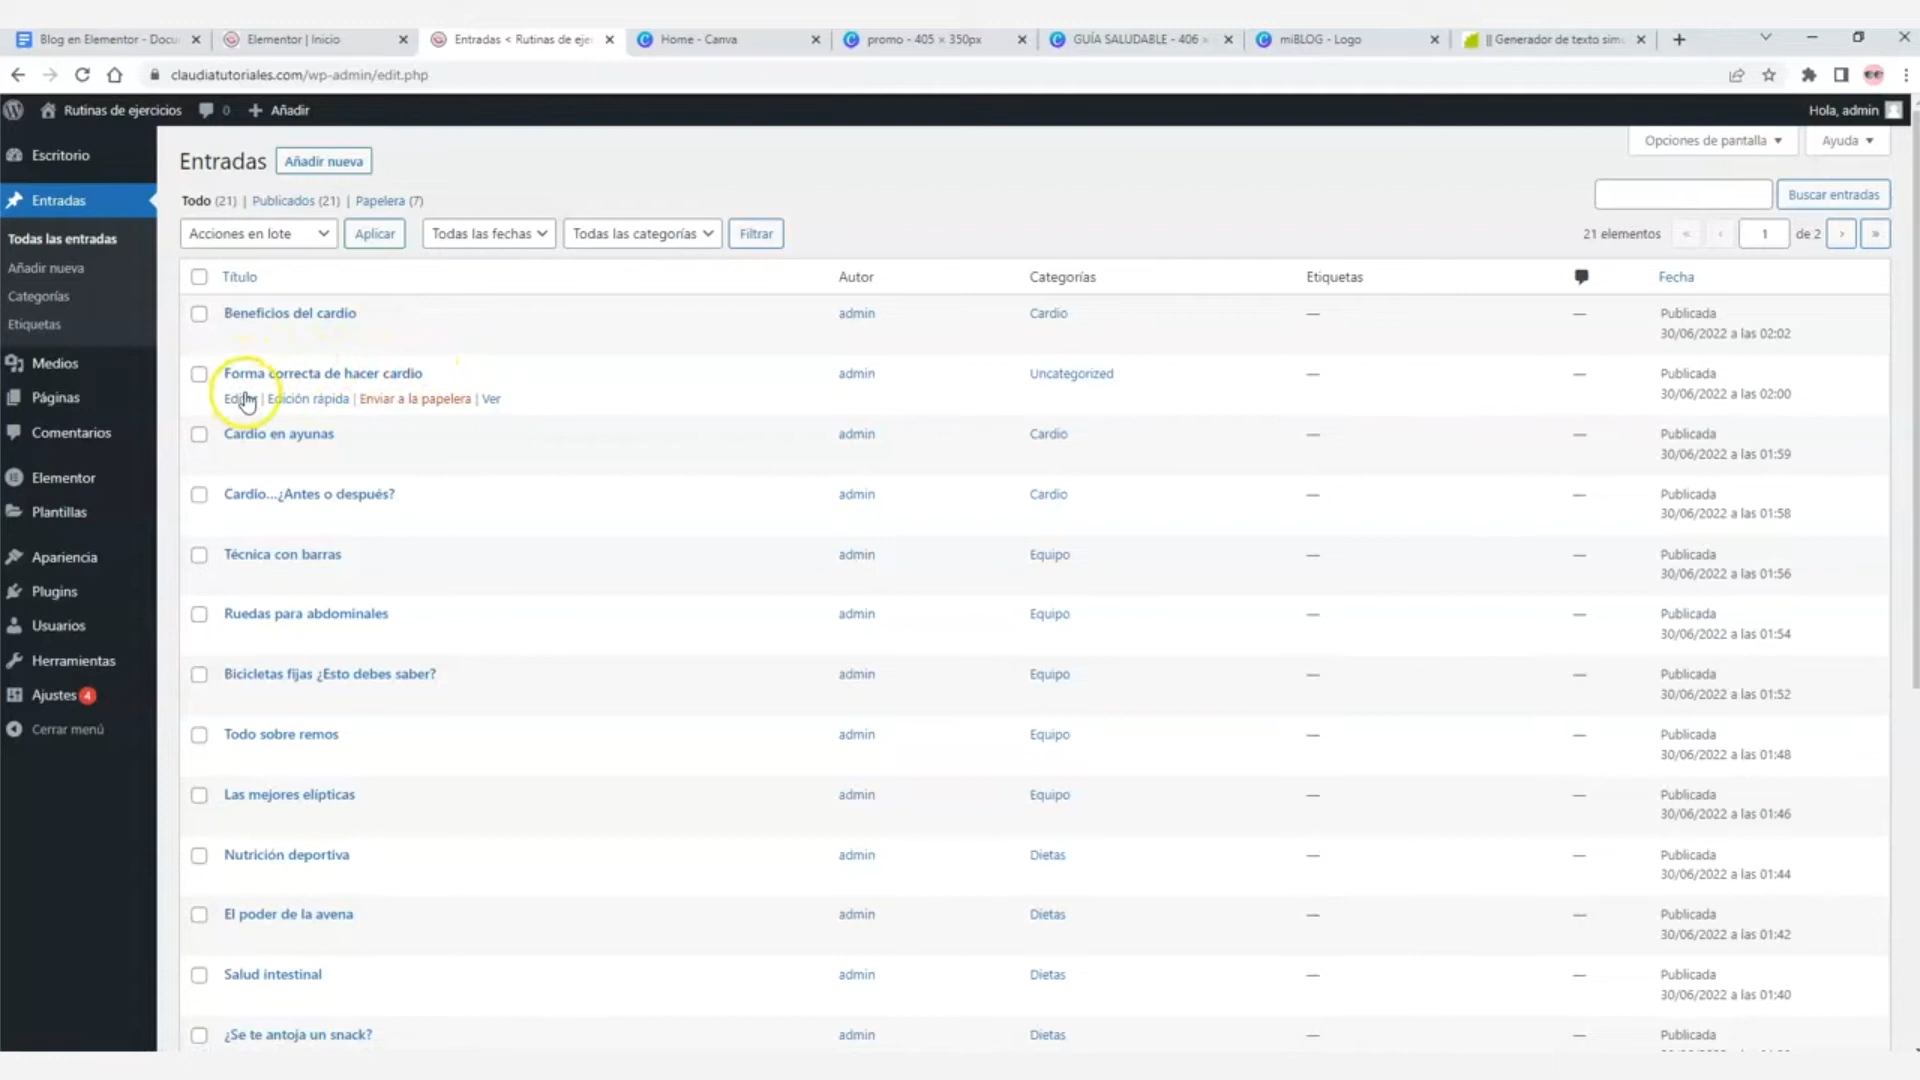 Blog en Elementor - Docu
Elementor | Inicio
Entradas < Rutinas de eje
Home - Canva
promo - 405 × 350px
GUÍA SALUDABLE - 406 ×
miBLOG - Logo
|| Generador de texto sim
claudiatutoriales.com/wp-admin/edit.php
Rutinas de ejercicios 0 + Añadir
Hola, admin
Opciones de pantalla
Ayuda
Escritorio
Entradas
Todas las entradas
Añadir nueva
Categorías
Etiquetas
Medios
Páginas
Comentarios
Elementor
Plantillas
Apariencia
Plugins
Usuarios
Herramientas
Ajustes 4
Cerrar menú
Entradas Añadir nueva
Todo (21) | Publicados (21) | Papelera (7)
Buscar entradas
Acciones en lote Aplicar Todas las fechas Todas las categorías Filtrar
21 elementos « ‹ 1 de 2 › »
Título Autor Categorías Etiquetas Fecha
Beneficios del cardio admin Cardio — — Publicada
30/06/2022 a las 02:02
Forma correcta de hacer cardio admin Uncategorized — — Publicada
Editar | Edición rápida | Enviar a la papelera | Ver 30/06/2022 a las 02:00
Cardio en ayunas admin Cardio — — Publicada
30/06/2022 a las 01:59
Cardio...¿Antes o después? admin Cardio — — Publicada
30/06/2022 a las 01:58
Técnica con barras admin Equipo — — Publicada
30/06/2022 a las 01:56
Ruedas para abdominales admin Equipo — — Publicada
30/06/2022 a las 01:54
Bicicletas fijas ¿Esto debes saber? admin Equipo — — Publicada
30/06/2022 a las 01:52
Todo sobre remos admin Equipo — — Publicada
30/06/2022 a las 01:48
Las mejores elípticas admin Equipo — — Publicada
30/06/2022 a las 01:46
Nutrición deportiva admin Dietas — — Publicada
30/06/2022 a las 01:44
El poder de la avena admin Dietas — — Publicada
30/06/2022 a las 01:42
Salud intestinal admin Dietas — — Publicada
30/06/2022 a las 01:40
¿Se te antoja un snack? admin Dietas — — Publicada